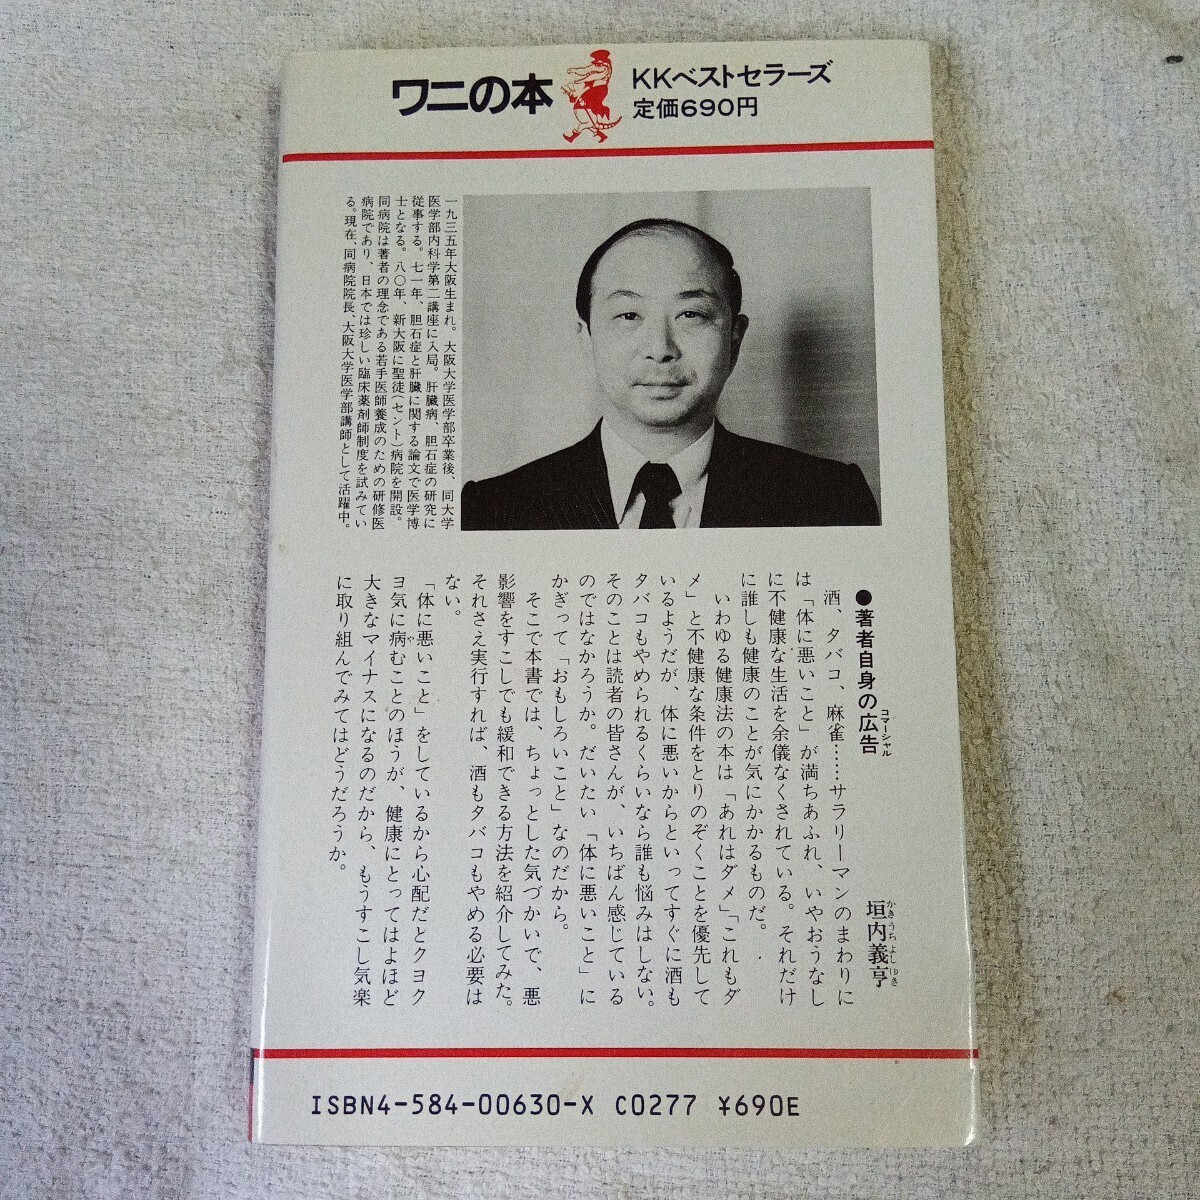 ワニの本
KKベストセラーズ
定価690円
一九三五年大阪生まれ。大阪大学医学部卒業後、同大学
医学部内科学第二講座に入局。肝臓病、胆石症の研究に
従事する。七一年、胆石症と肝臓に関する論文で医学博
士となる。八〇年、新大阪に聖徒(セント)病院を開設。
同病院は著者の理念である若手医師養成のための研修医
病院であり、日本では珍しい臨床薬剤師制度を試みてい
る。現在、同病院院長、大阪大学医学部講師として活躍中。
●著者自身の広告 コマーシャル
垣内義亨 かきうちよしゆき
酒、タバコ、麻雀……サラリーマンのまわりに
は「体に悪いこと」が満ちあふれ、いやおうなし
に不健康な生活を余儀なくされている。それだけ
に誰しも健康のことが気にかかるものだ。
いわゆる健康法の本は「あれはダメ」「これもダ
メ」と不健康な条件をとりのぞくことを優先して
いるようだが、体に悪いからといってすぐに酒も
タバコもやめられるくらいなら誰も悩みはしない。
そのことは読者の皆さんが、いちばん感じている
のではなかろうか。だいたい「体に悪いこと」に
かぎって「おもしろいこと」なのだから。
そこで本書では、ちょっとした気づかいで、悪
影響をすこしでも緩和できる方法を紹介してみた。
それさえ実行すれば、酒もタバコもやめる必要は
ない。
「体に悪いこと」をしているから心配だとクヨク
ヨ気に病やむことのほうが、健康にとってはよほど
大きなマイナスになるのだから、もうすこし気楽
に取り組んでみてはどうだろうか。
ISBN4-584-00630-X C0277 ¥690E